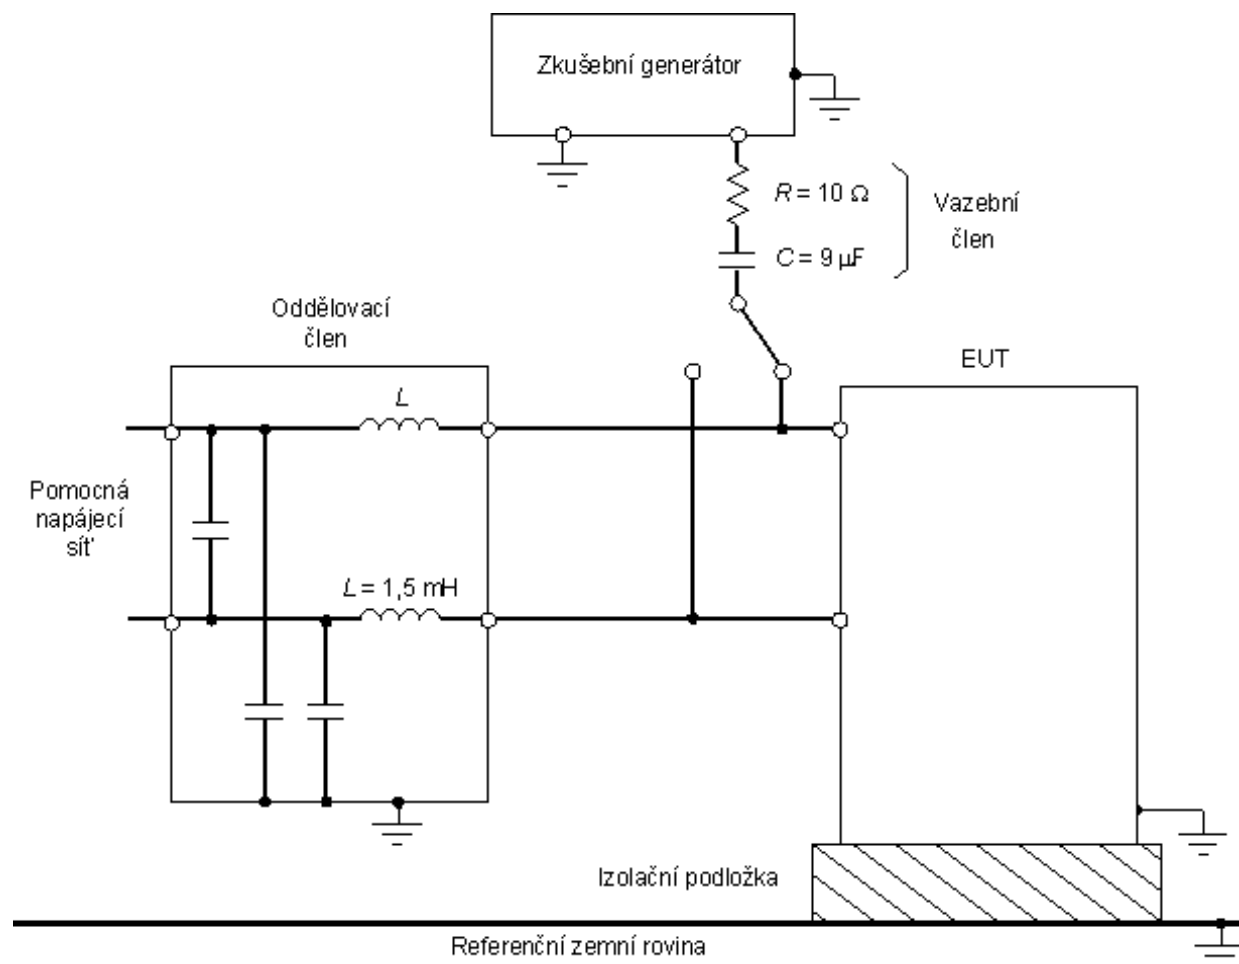 Zkušební generátor
R = 10 Ω
C = 9 µF
Vazební
člen
Oddělovací
člen
EUT
L
Pomocná
napájecí
síť
L = 1,5 mH
Izolační podložka
Referenční zemní rovina